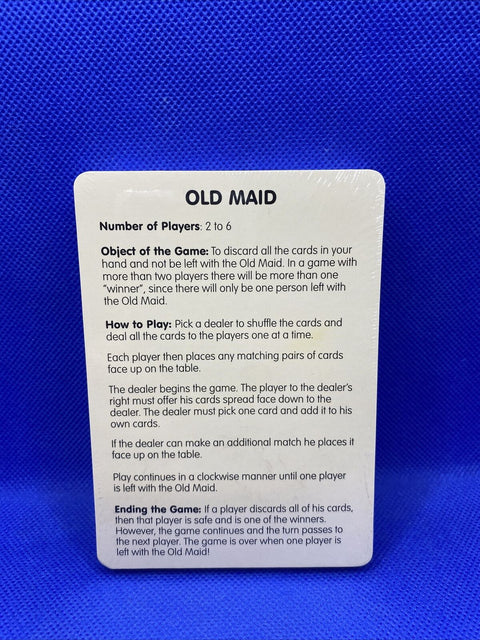 OLD MAID
Number of Players: 2 to 6
Object of the Game: To discard all the cards in your
hand and not be left with the Old Maid. In a game with
more than two players there will be more than one
"winner", since there will only be one person left with
the Old Maid.
How to Play: Pick a dealer to shuffle the cards and
deal all the cards to the players one at a time.
Each player then places any matching pairs of cards
face up on the table.
The dealer begins the game. The player to the dealer's
right must offer his cards spread face down to the
dealer. The dealer must pick one card and add it to his
own cards.
If the dealer can make an additional match he places it
face up on the table.
Play continues in a clockwise manner until one player
is left with the Old Maid.
Ending the Game: If a player discards all of his cards,
then that player is safe and is one of the winners.
However, the game continues and the turn passes to
the next player. The game is over when one player is
left with the Old Maid!